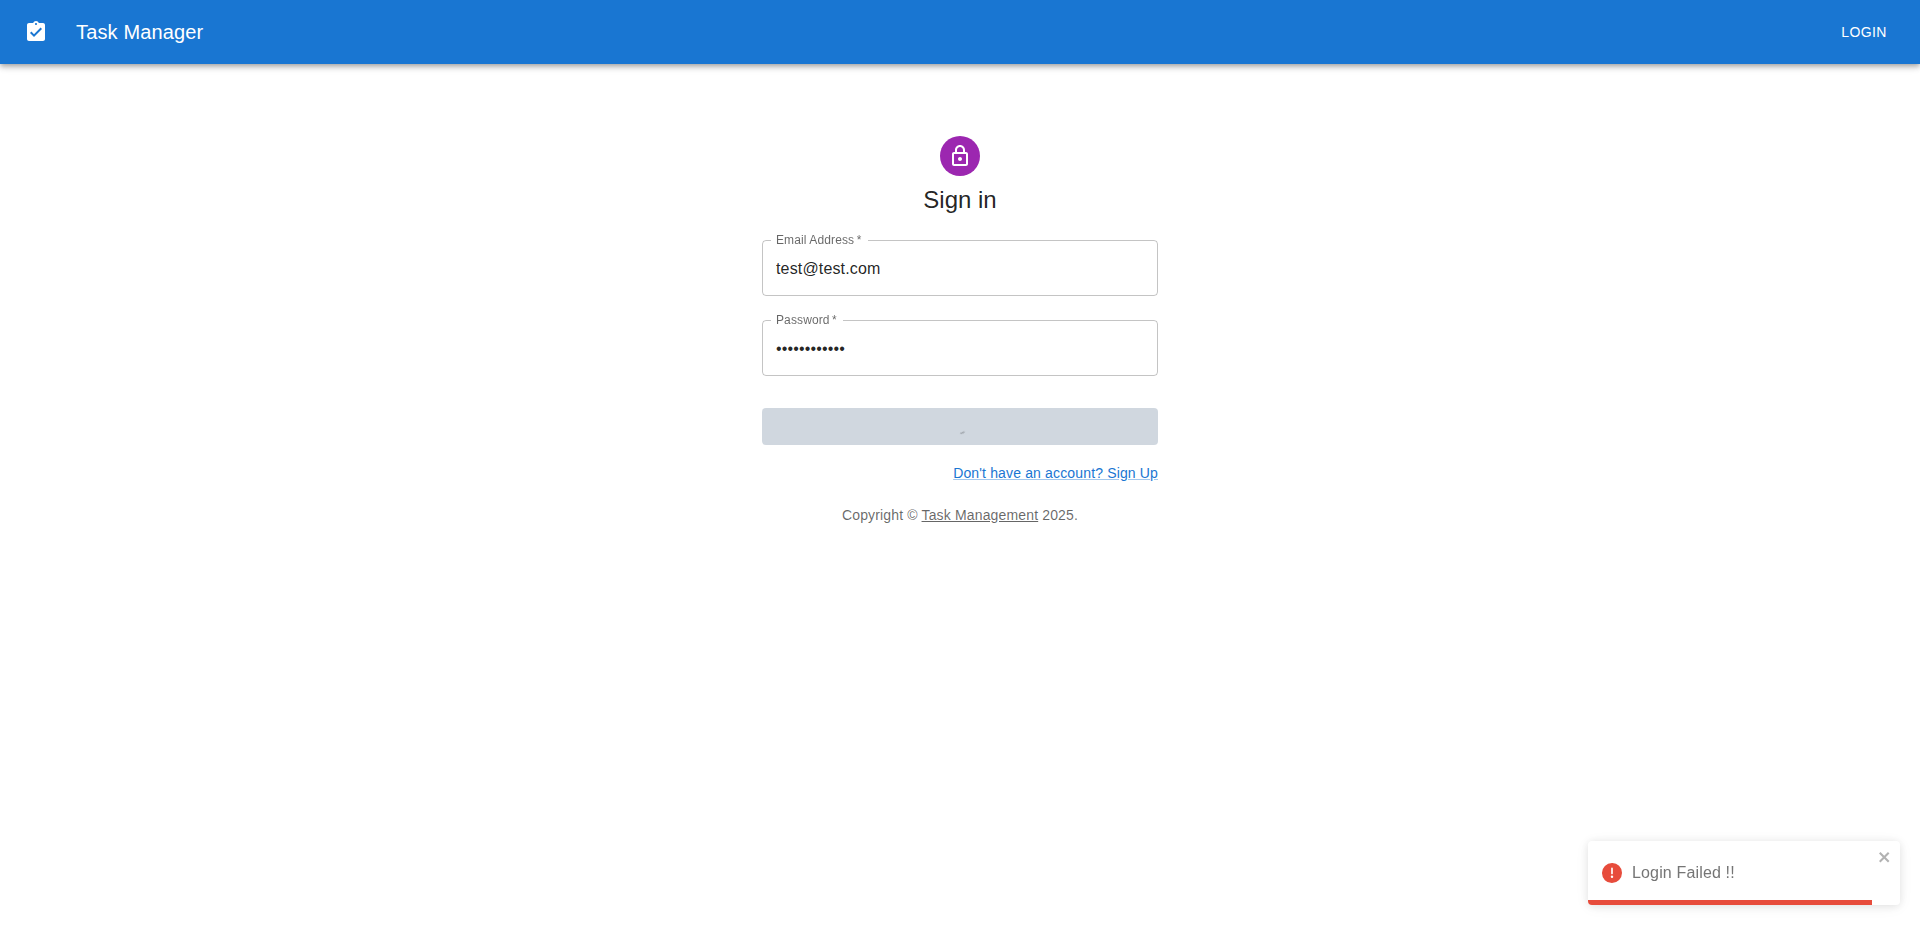 Task Manager
LOGIN
Sign in
Email Address *
test@test.com
Password *
••••••••••••
Don't have an account? Sign Up
Copyright © Task Management 2025.
Login Failed !!